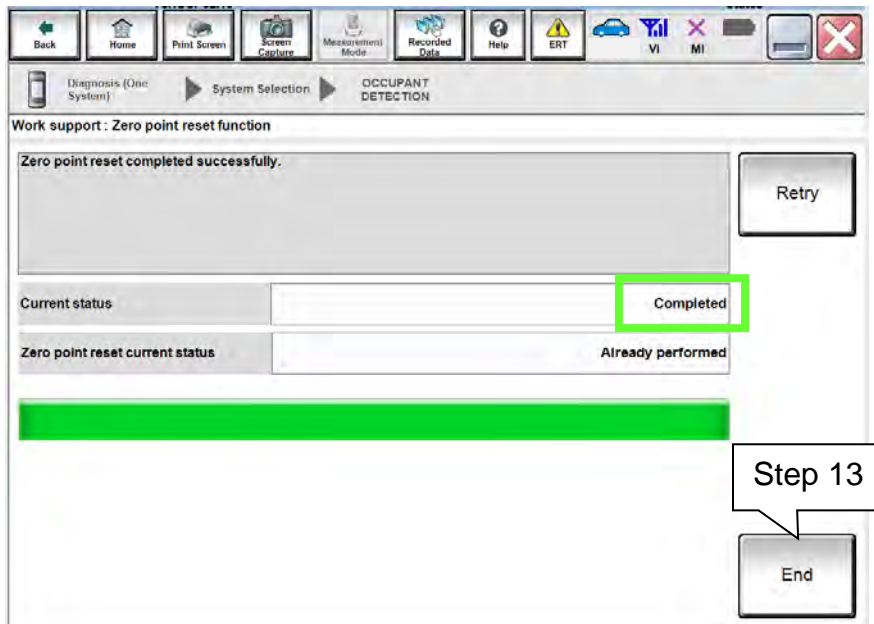 Back
Home
Print Screen
Screen
Capture
Measurement
Mode
Recorded
Data
Help
ERT
VI
MI
Diagnosis (One
System)
System Selection
OCCUPANT
DETECTION
Work support : Zero point reset function
Zero point reset completed successfully.
Retry
Current status
Completed
Zero point reset current status
Already performed
Step 13
End